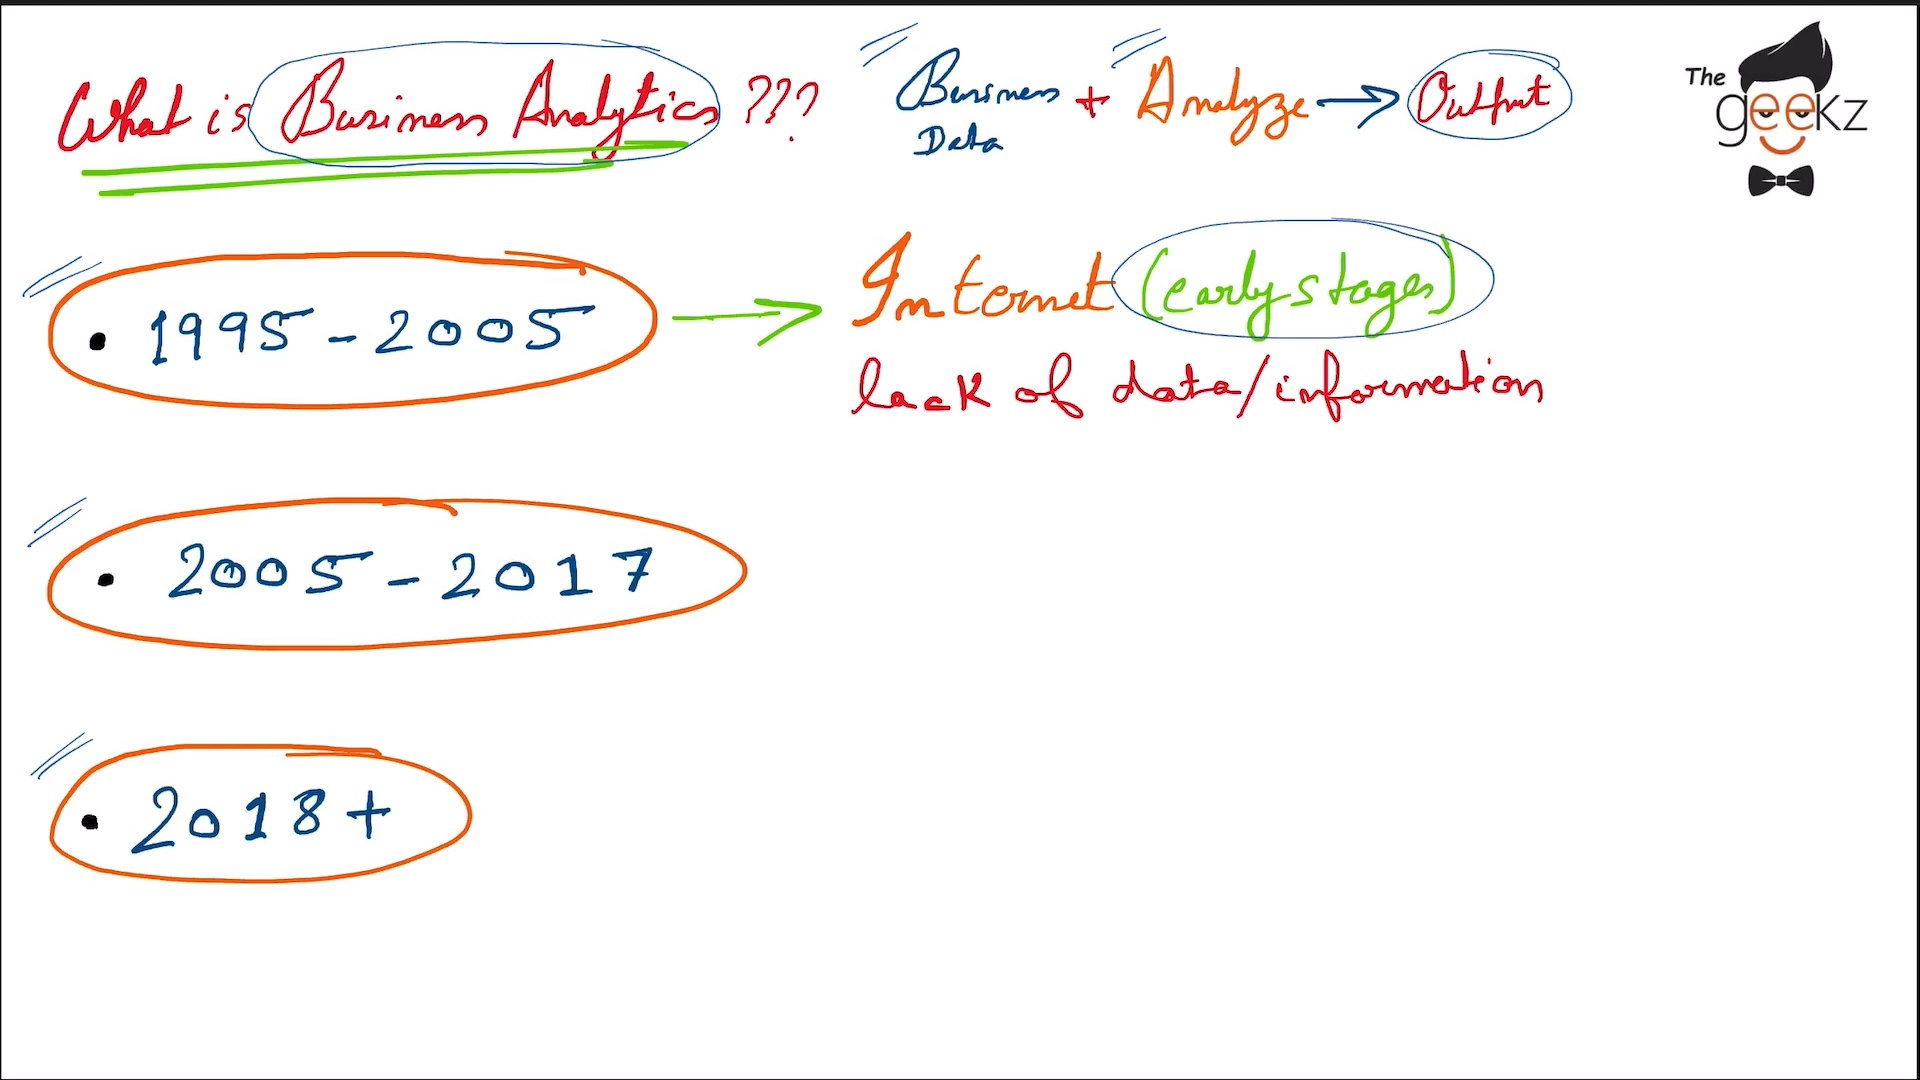 What is Business Analytics ???
Business Data + Analyze → Output
The geekz
• 1995-2005 → Internet (early stages)
lack of data/information
• 2005-2017
• 2018+